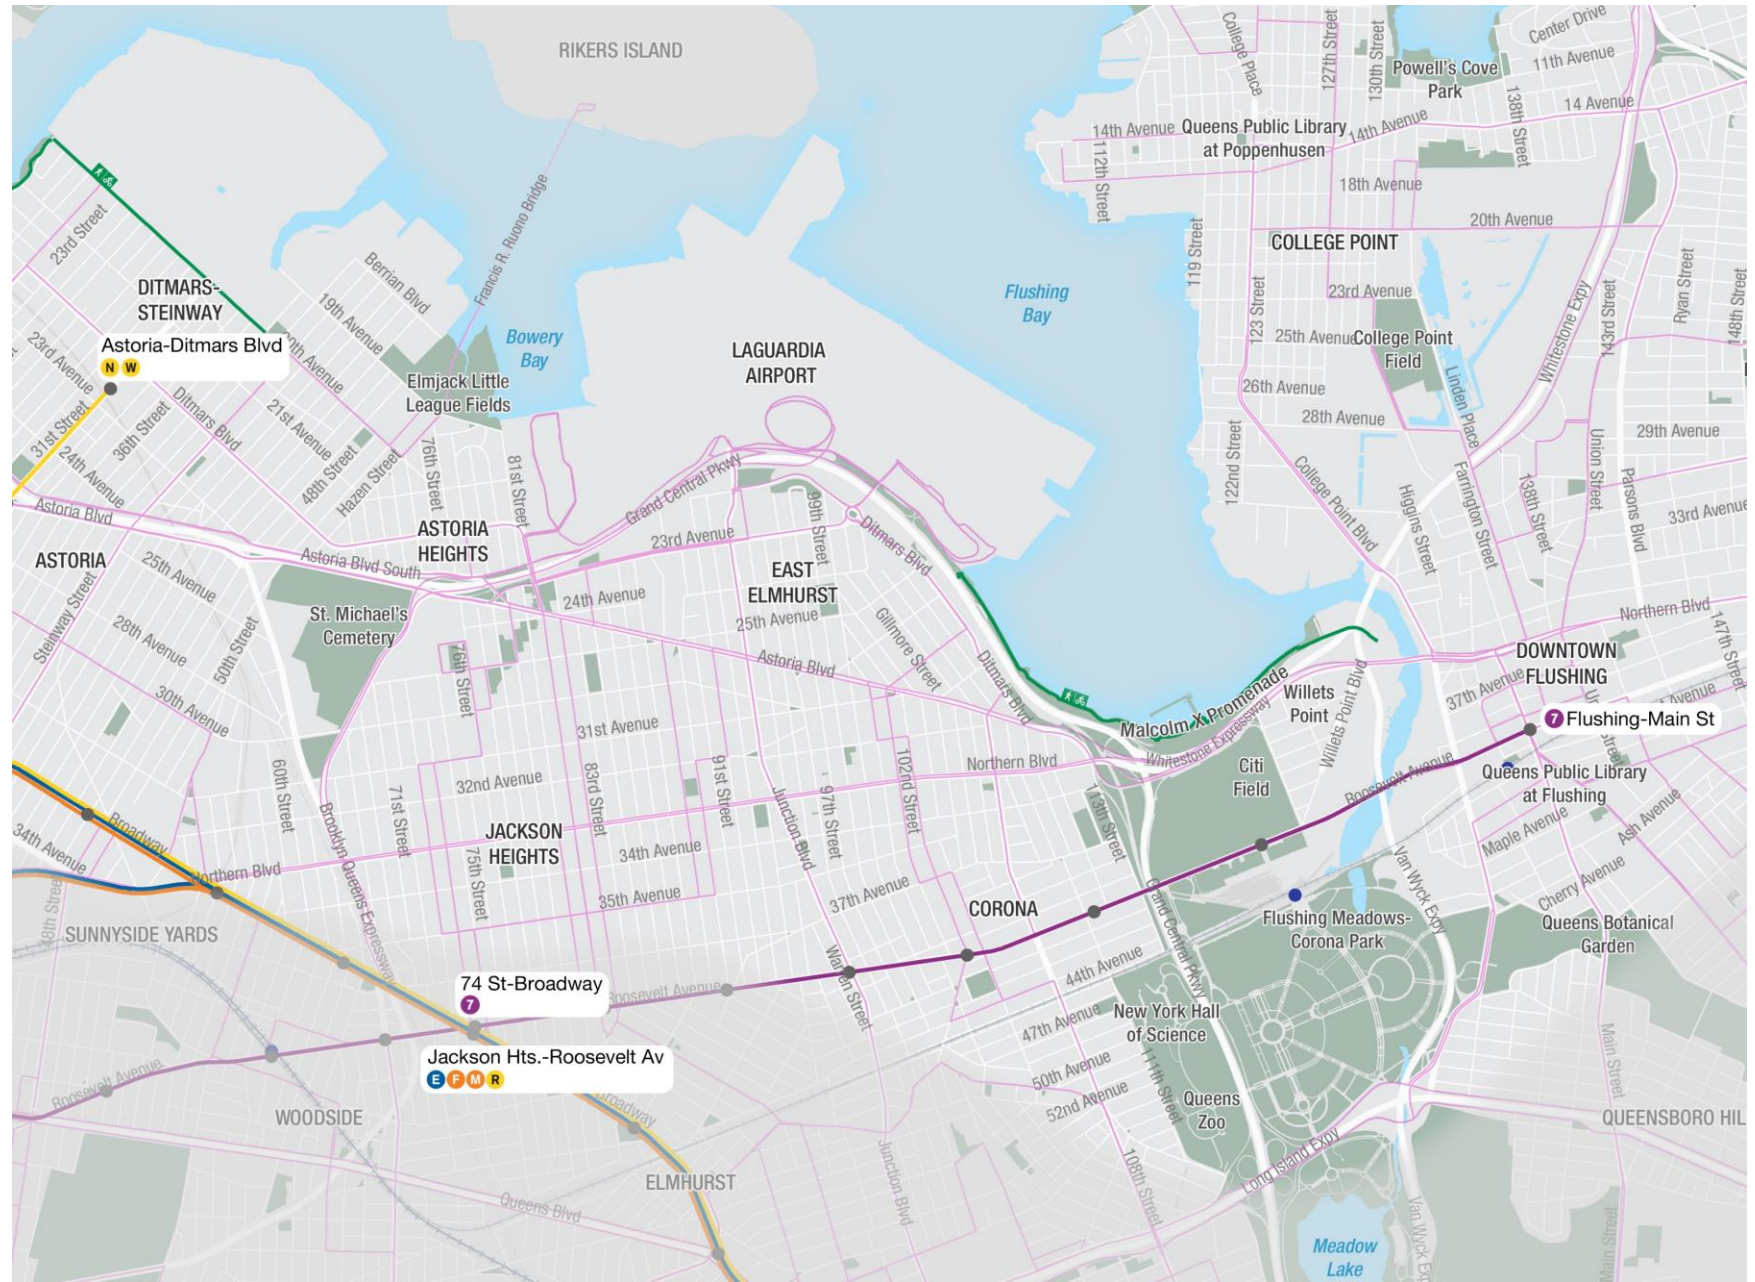 RIKERS ISLAND
College Place
127th Street
130th Street
Center Drive
11th Avenue
Powell's Cove
Park
138th Street
14 Avenue
14th Avenue
Queens Public Library
at Poppenhusen
14th Avenue
112th Street
18th Avenue
20th Avenue
COLLEGE POINT
119 Street
123 Street
23rd Avenue
25th Avenue
College Point
Field
26th Avenue
28th Avenue
Linden Place
Whitestone Expy
143rd Street
Ryan Street
148th Street
Francis R. Ruono Bridge
23rd Street
DITMARS-
STEINWAY
Berrian Blvd
19th Avenue
Astoria-Ditmars Blvd
N W
Bowery
Bay
Flushing
Bay
LAGUARDIA
AIRPORT
Elmjack Little
League Fields
23rd Avenue
31st Street
24th Avenue
36th Street
Ditmars Blvd
21st Avenue
48th Street
Hazen Street
76th Street
81st Street
Grand Central Pkwy
99th Street
23rd Avenue
Ditmars Blvd
122nd Street
College Point Blvd
Higgins Street
Farrington Street
138th Street
Union Street
Parsons Blvd
29th Avenue
33rd Avenue
Astoria Blvd
ASTORIA
25th Avenue
Astoria Blvd South
ASTORIA
HEIGHTS
EAST
ELMHURST
24th Avenue
25th Avenue
Gillmore Street
St. Michael's
Cemetery
Steinway Street
28th Avenue
50th Street
30th Avenue
76th Street
Astoria Blvd
Ditmars Blvd
Malcolm X Promenade
Whitestone Expressway
Willets
Point
Willets Point Blvd
Northern Blvd
147th Street
DOWNTOWN
FLUSHING
37th Avenue
7 Flushing-Main St
31st Avenue
32nd Avenue
Northern Blvd
Citi
Field
Roosevelt Avenue
Queens Public Library
at Flushing
60th Street
Brooklyn Queens Expressway
71st Street
83rd Street
91st Street
Junction Blvd
97th Street
102nd Street
113th Street
Maple Avenue
Ash Avenue
Cherry Avenue
Broadway
34th Avenue
Northern Blvd
JACKSON
HEIGHTS
75th Street
34th Avenue
35th Avenue
37th Avenue
CORONA
Grand Central Pkwy
Van Wyck Expy
Flushing Meadows-
Corona Park
Queens Botanical
Garden
48th Street
SUNNYSIDE YARDS
Warren Street
44th Avenue
74 St-Broadway
7
Roosevelt Avenue
Jackson Hts.-Roosevelt Av
E F M R
47th Avenue
New York Hall
of Science
50th Avenue
52nd Avenue
111th Street
Queens
Zoo
Main Street
Roosevelt Avenue
WOODSIDE
Broadway
QUEENSBORO HIL
ELMHURST
Junction Blvd
108th Street
Long Island Expy
Queens Blvd
Van Wyck Ex
Meadow
Lake
Main Street